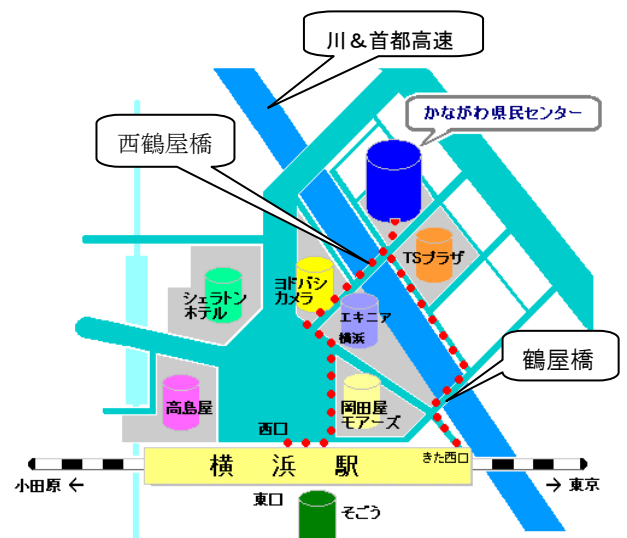 川＆首都高速
かながわ県民センター
西鶴屋橋
TSプラザ
ヨドバシ
カメラ
シェラトン
ホテル
エキニア
横浜
鶴屋橋
高島屋
岡田屋
モアーズ
西口
きた西口
横 浜 駅
小田原 ←
→ 東京
東口
そごう